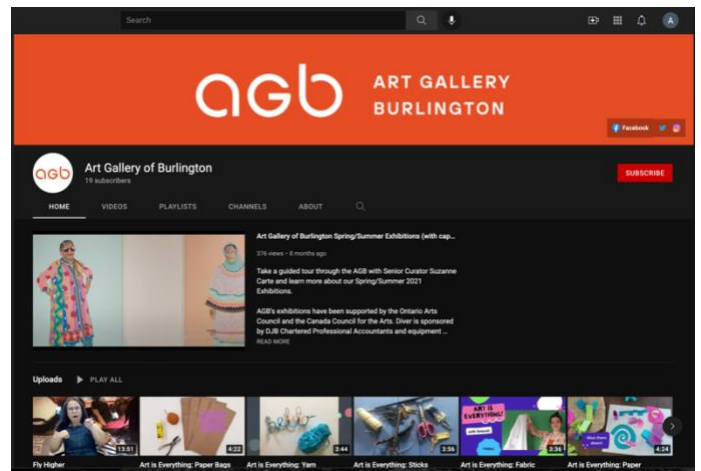 Search
A
agb
ART GALLERY
BURLINGTON
Facebook
agb
Art Gallery of Burlington
19 subscribers
SUBSCRIBE
HOME
VIDEOS
PLAYLISTS
CHANNELS
ABOUT
Art Gallery of Burlington Spring/Summer Exhibitions (with cap...
376 views • 8 months ago
Take a guided tour through the AGB with Senior Curator Suzanne
Carte and learn more about our Spring/Summer 2021
Exhibitions.
AGB's exhibitions have been supported by the Ontario Arts
Council and the Canada Council for the Arts. Diver is sponsored
by DJB Chartered Professional Accountants and equipment ...
READ MORE
Uploads
PLAY ALL
13:51
4:22
3:44
3:56
ART IS
EVERYTHING!
3:36
4:24
Fly Higher
Art is Everything: Paper Bags
Art is Everything: Yarn
Art is Everything: Sticks
Art is Everything: Fabric
Art is Everything: Paper